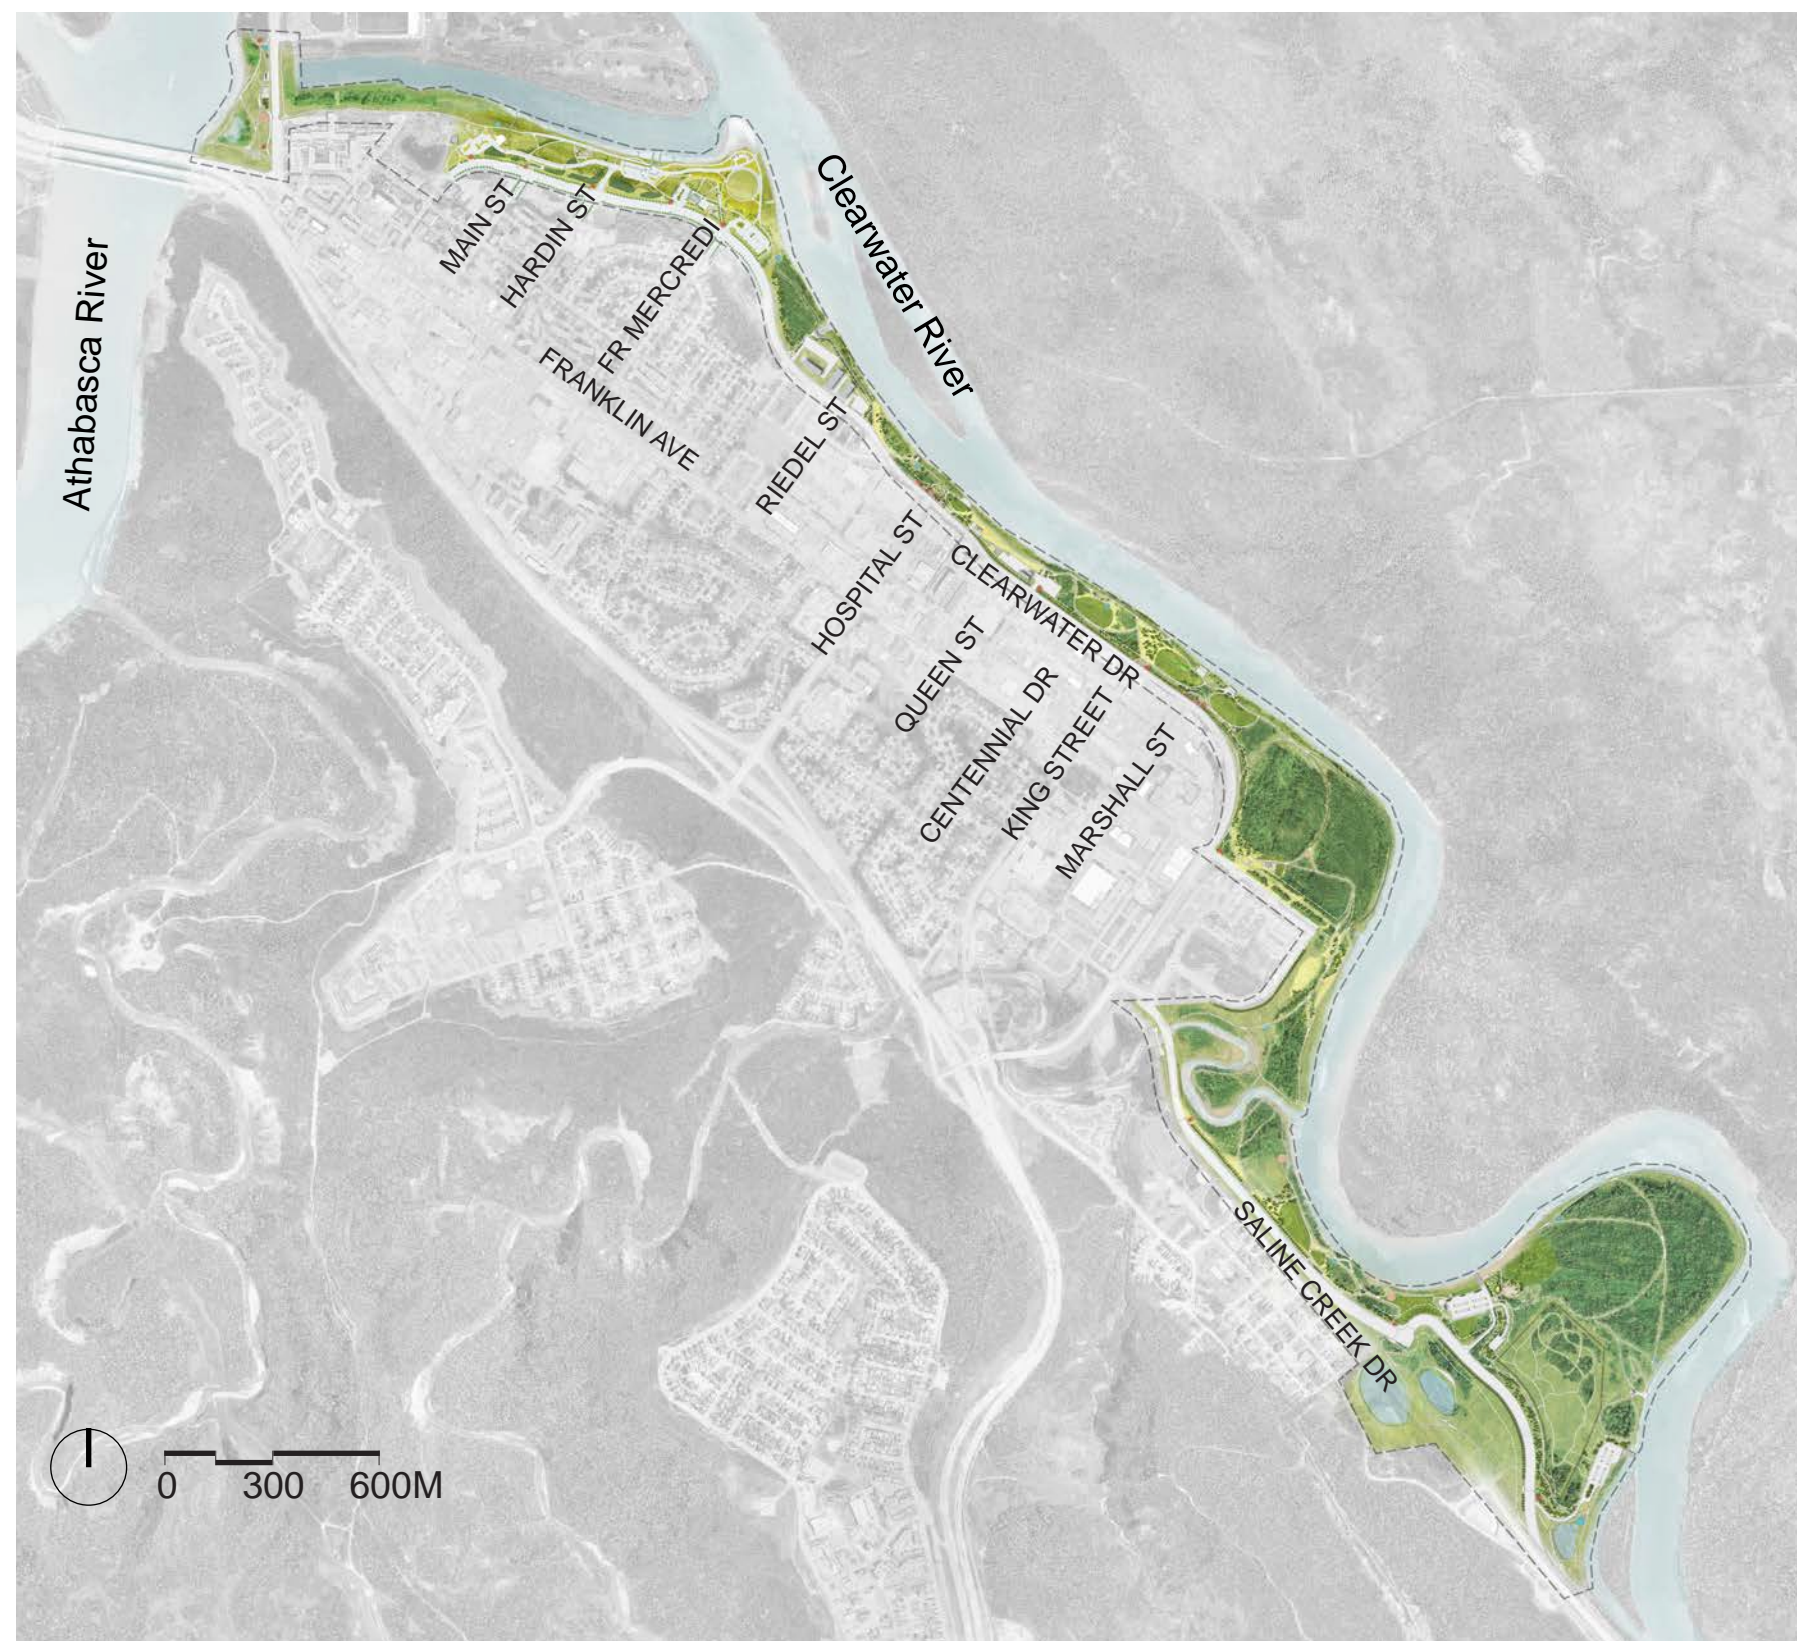 Clearwater River
Athabasca River
MAIN ST
HARDIN ST
FR MERCREDI
FRANKLIN AVE
RIEDEL ST
HOSPITAL ST
CLEARWATER DR
QUEEN ST
CENTENNIAL DR
KING STREET
MARSHALL ST
SALINE CREEK DR
0 300 600M